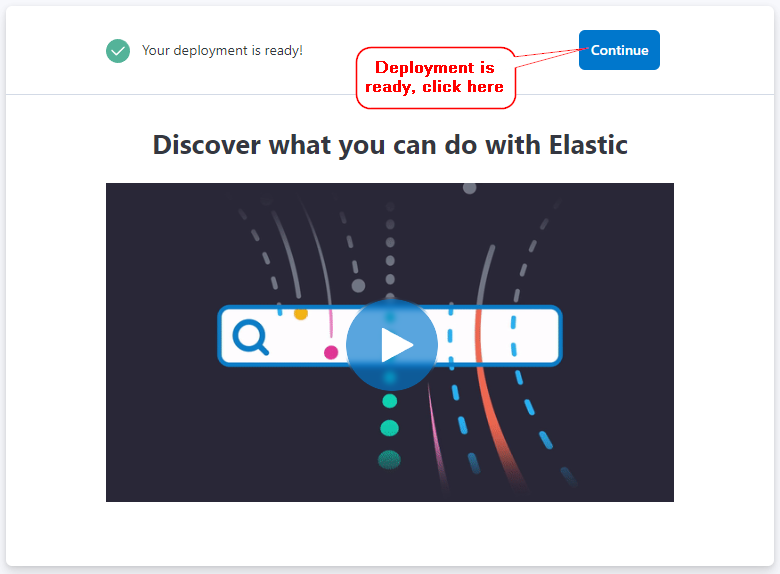 Your deployment is ready!
Continue
Deployment is
ready, click here
Discover what you can do with Elastic